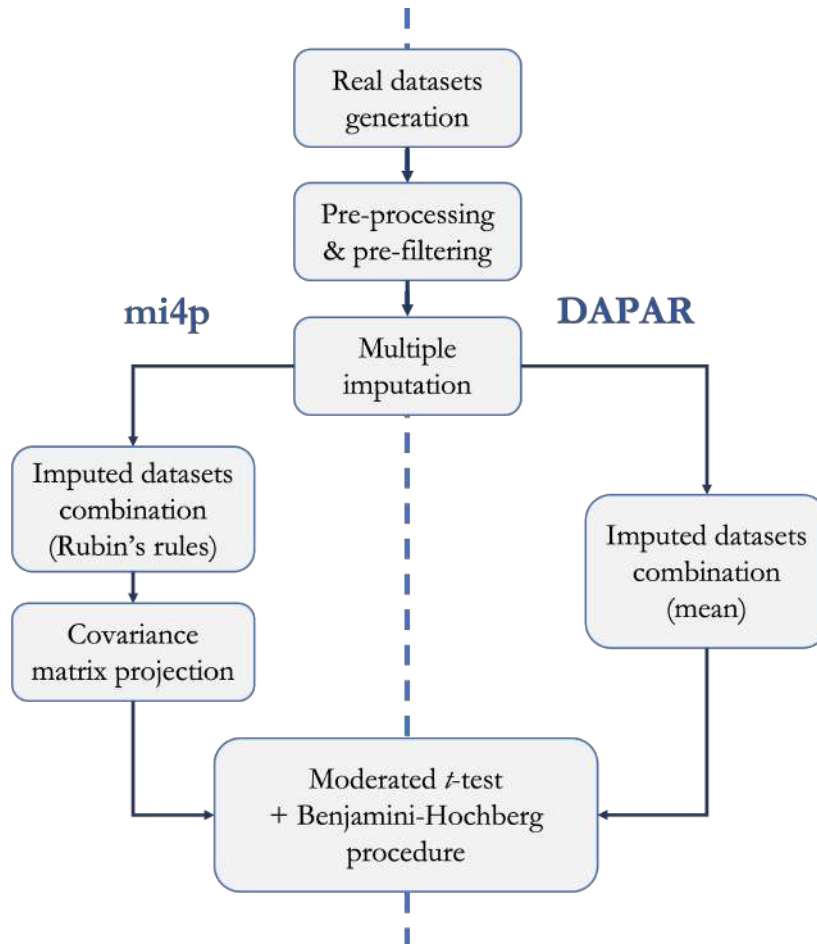 Real datasets
generation
Pre-processing
& pre-filtering
mi4p
DAPAR
Multiple
imputation
Imputed datasets
combination
(Rubin's rules)
Imputed datasets
combination
(mean)
Covariance
matrix projection
Moderated t-test
+ Benjamini-Hochberg
procedure